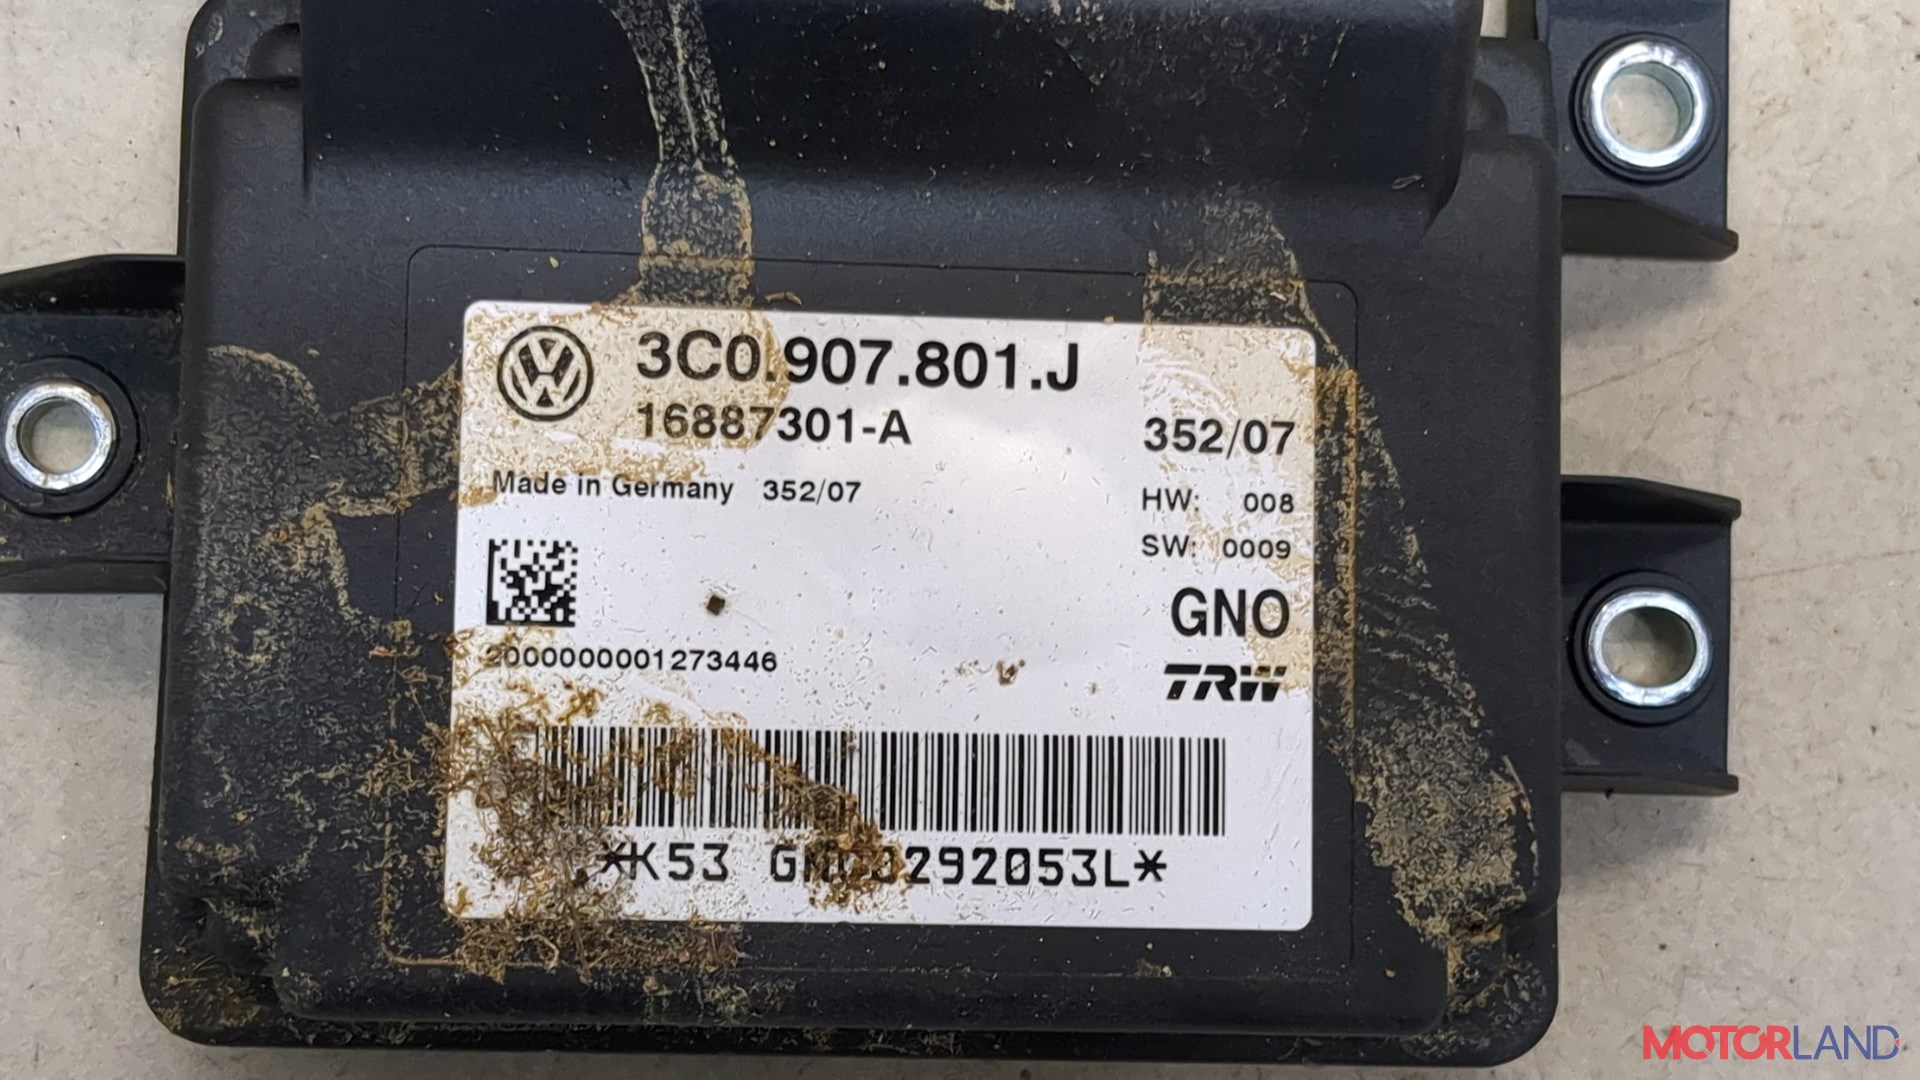 3C0.907.801.J
16887301-A
352/07
Made in Germany 352/07
HW: 008
SW: 0009
GNO
2000000001273446
TRW
MOTORLAND